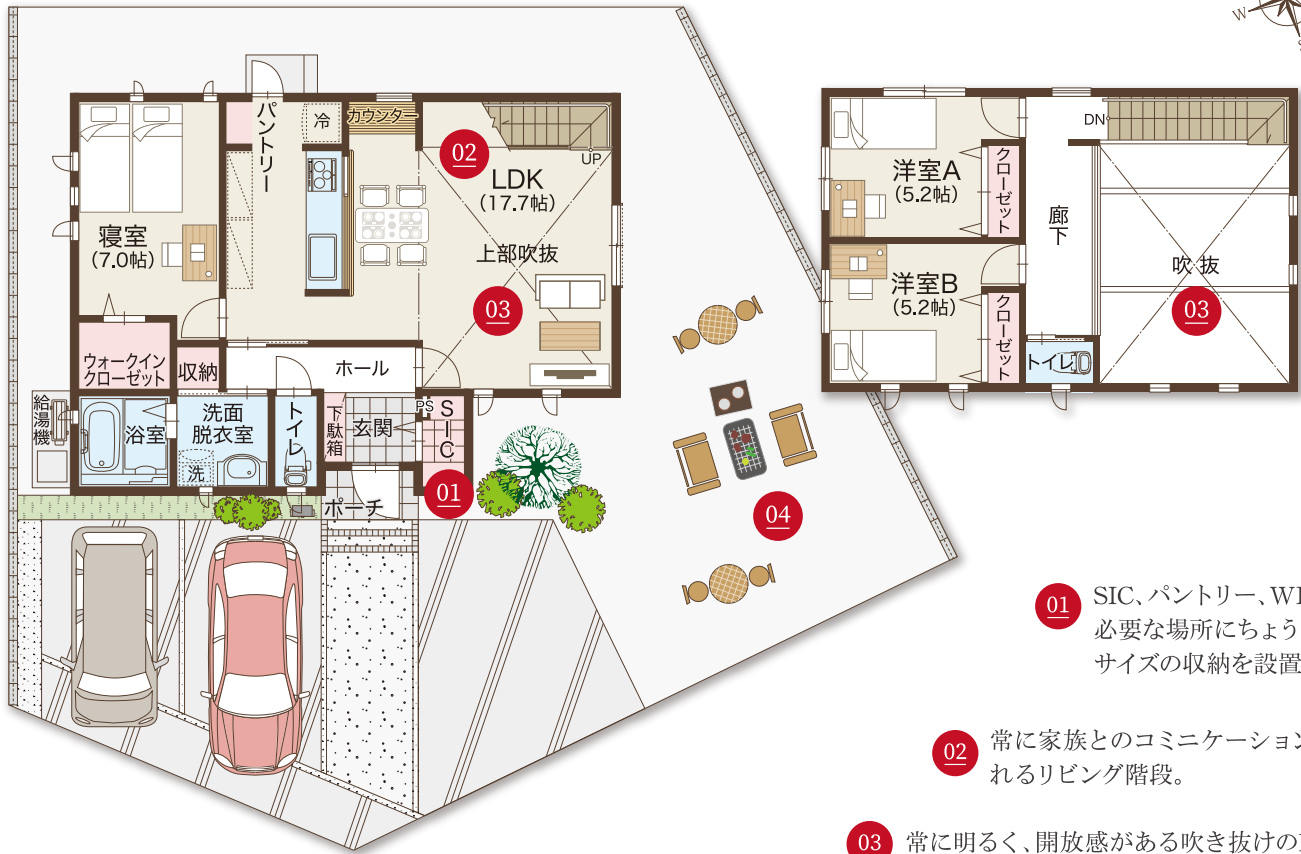 W
S
パントリー
冷
カウンター
02
UP
LDK
(17.7帖)
寝室
(7.0帖)
上部吹抜
03
ウォークイン
クローゼット
収納
ホール
給湯機
浴室
洗面
脱衣室
洗
トイレ
下駄箱
玄関
PS
SIC
01
ポーチ
04
DN
洋室A
(5.2帖)
クローゼット
廊下
吹抜
03
洋室B
(5.2帖)
クローゼット
トイレ
01 SIC、パントリー、WI
必要な場所にちょう
サイズの収納を設置
02 常に家族とのコミニケーション
れるリビング階段。
03 常に明るく、開放感がある吹き抜けの